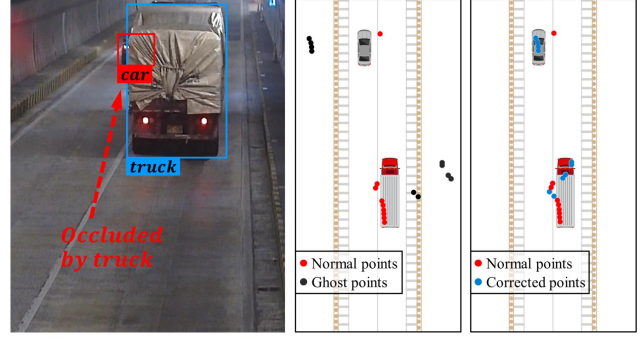 car
truck
Occluded
by truck
Normal points
Ghost points
Normal points
Corrected points